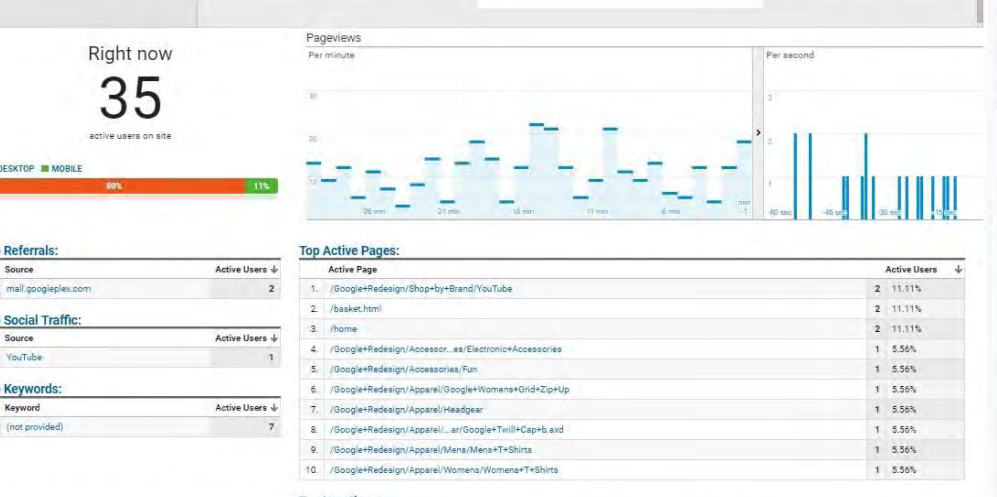 Right now
35
active users on site
DESKTOP MOBILE
89% 11%
Pageviews
Per minute
30
20
10
-26 min -21 min -16 min -11 min -6 min min -1
Per second
3
2
1
-60 sec -45 sec -30 sec -15 sec
Referrals:
Source Active Users ↓
mall.googleplex.com 2
Social Traffic:
Source Active Users ↓
YouTube 1
Keywords:
Keyword Active Users ↓
(not provided) 7
Top Active Pages:
Active Page Active Users ↓
1. /Google+Redesign/Shop+by+Brand/YouTube 2 11.11%
2. /basket.html 2 11.11%
3. /home 2 11.11%
4. /Google+Redesign/Accessor...es/Electronic+Accessories 1 5.56%
5. /Google+Redesign/Accessories/Fun 1 5.56%
6. /Google+Redesign/Apparel/Google+Womens+Grid+Zip+Up 1 5.56%
7. /Google+Redesign/Apparel/Headgear 1 5.56%
8. /Google+Redesign/Apparel/...ar/Google+Twill+Cap+b.axd 1 5.56%
9. /Google+Redesign/Apparel/Mens/Mens+T+Shirts 1 5.56%
10. /Google+Redesign/Apparel/Womens/Womens+T+Shirts 1 5.56%